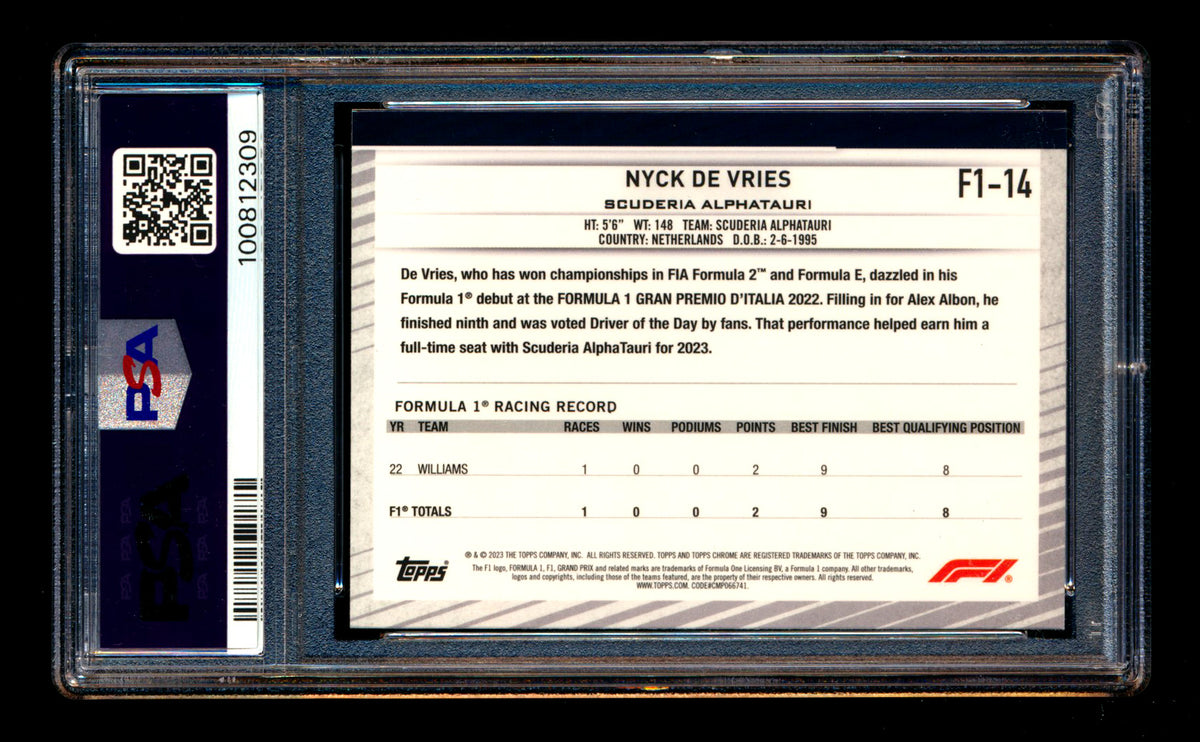 100812309
PSA
PSA
NYCK DE VRIES
F1-14
SCUDERIA ALPHATAURI
HT: 5'6" WT: 148 TEAM: SCUDERIA ALPHATAURI
COUNTRY: NETHERLANDS D.O.B.: 2-6-1995
De Vries, who has won championships in FIA Formula 2™ and Formula E, dazzled in his
Formula 1® debut at the FORMULA 1 GRAN PREMIO D'ITALIA 2022. Filling in for Alex Albon, he
finished ninth and was voted Driver of the Day by fans. That performance helped earn him a
full-time seat with Scuderia AlphaTauri for 2023.
FORMULA 1® RACING RECORD
YR TEAM RACES WINS PODIUMS POINTS BEST FINISH BEST QUALIFYING POSITION
22 WILLIAMS 1 0 0 2 9 8
F1® TOTALS 1 0 0 2 9 8
topps®
® & © 2023 THE TOPPS COMPANY, INC. ALL RIGHTS RESERVED. TOPPS AND TOPPS CHROME ARE REGISTERED TRADEMARKS OF THE TOPPS COMPANY, INC.
The F1 logo, FORMULA 1, F1, GRAND PRIX and related marks are trademarks of Formula One Licensing BV, a Formula 1 company. All other trademarks,
logos and copyrights, including those of the teams featured, are the property of their respective owners. All rights reserved.
WWW.TOPPS.COM. CODE#CMP066741.
F1®